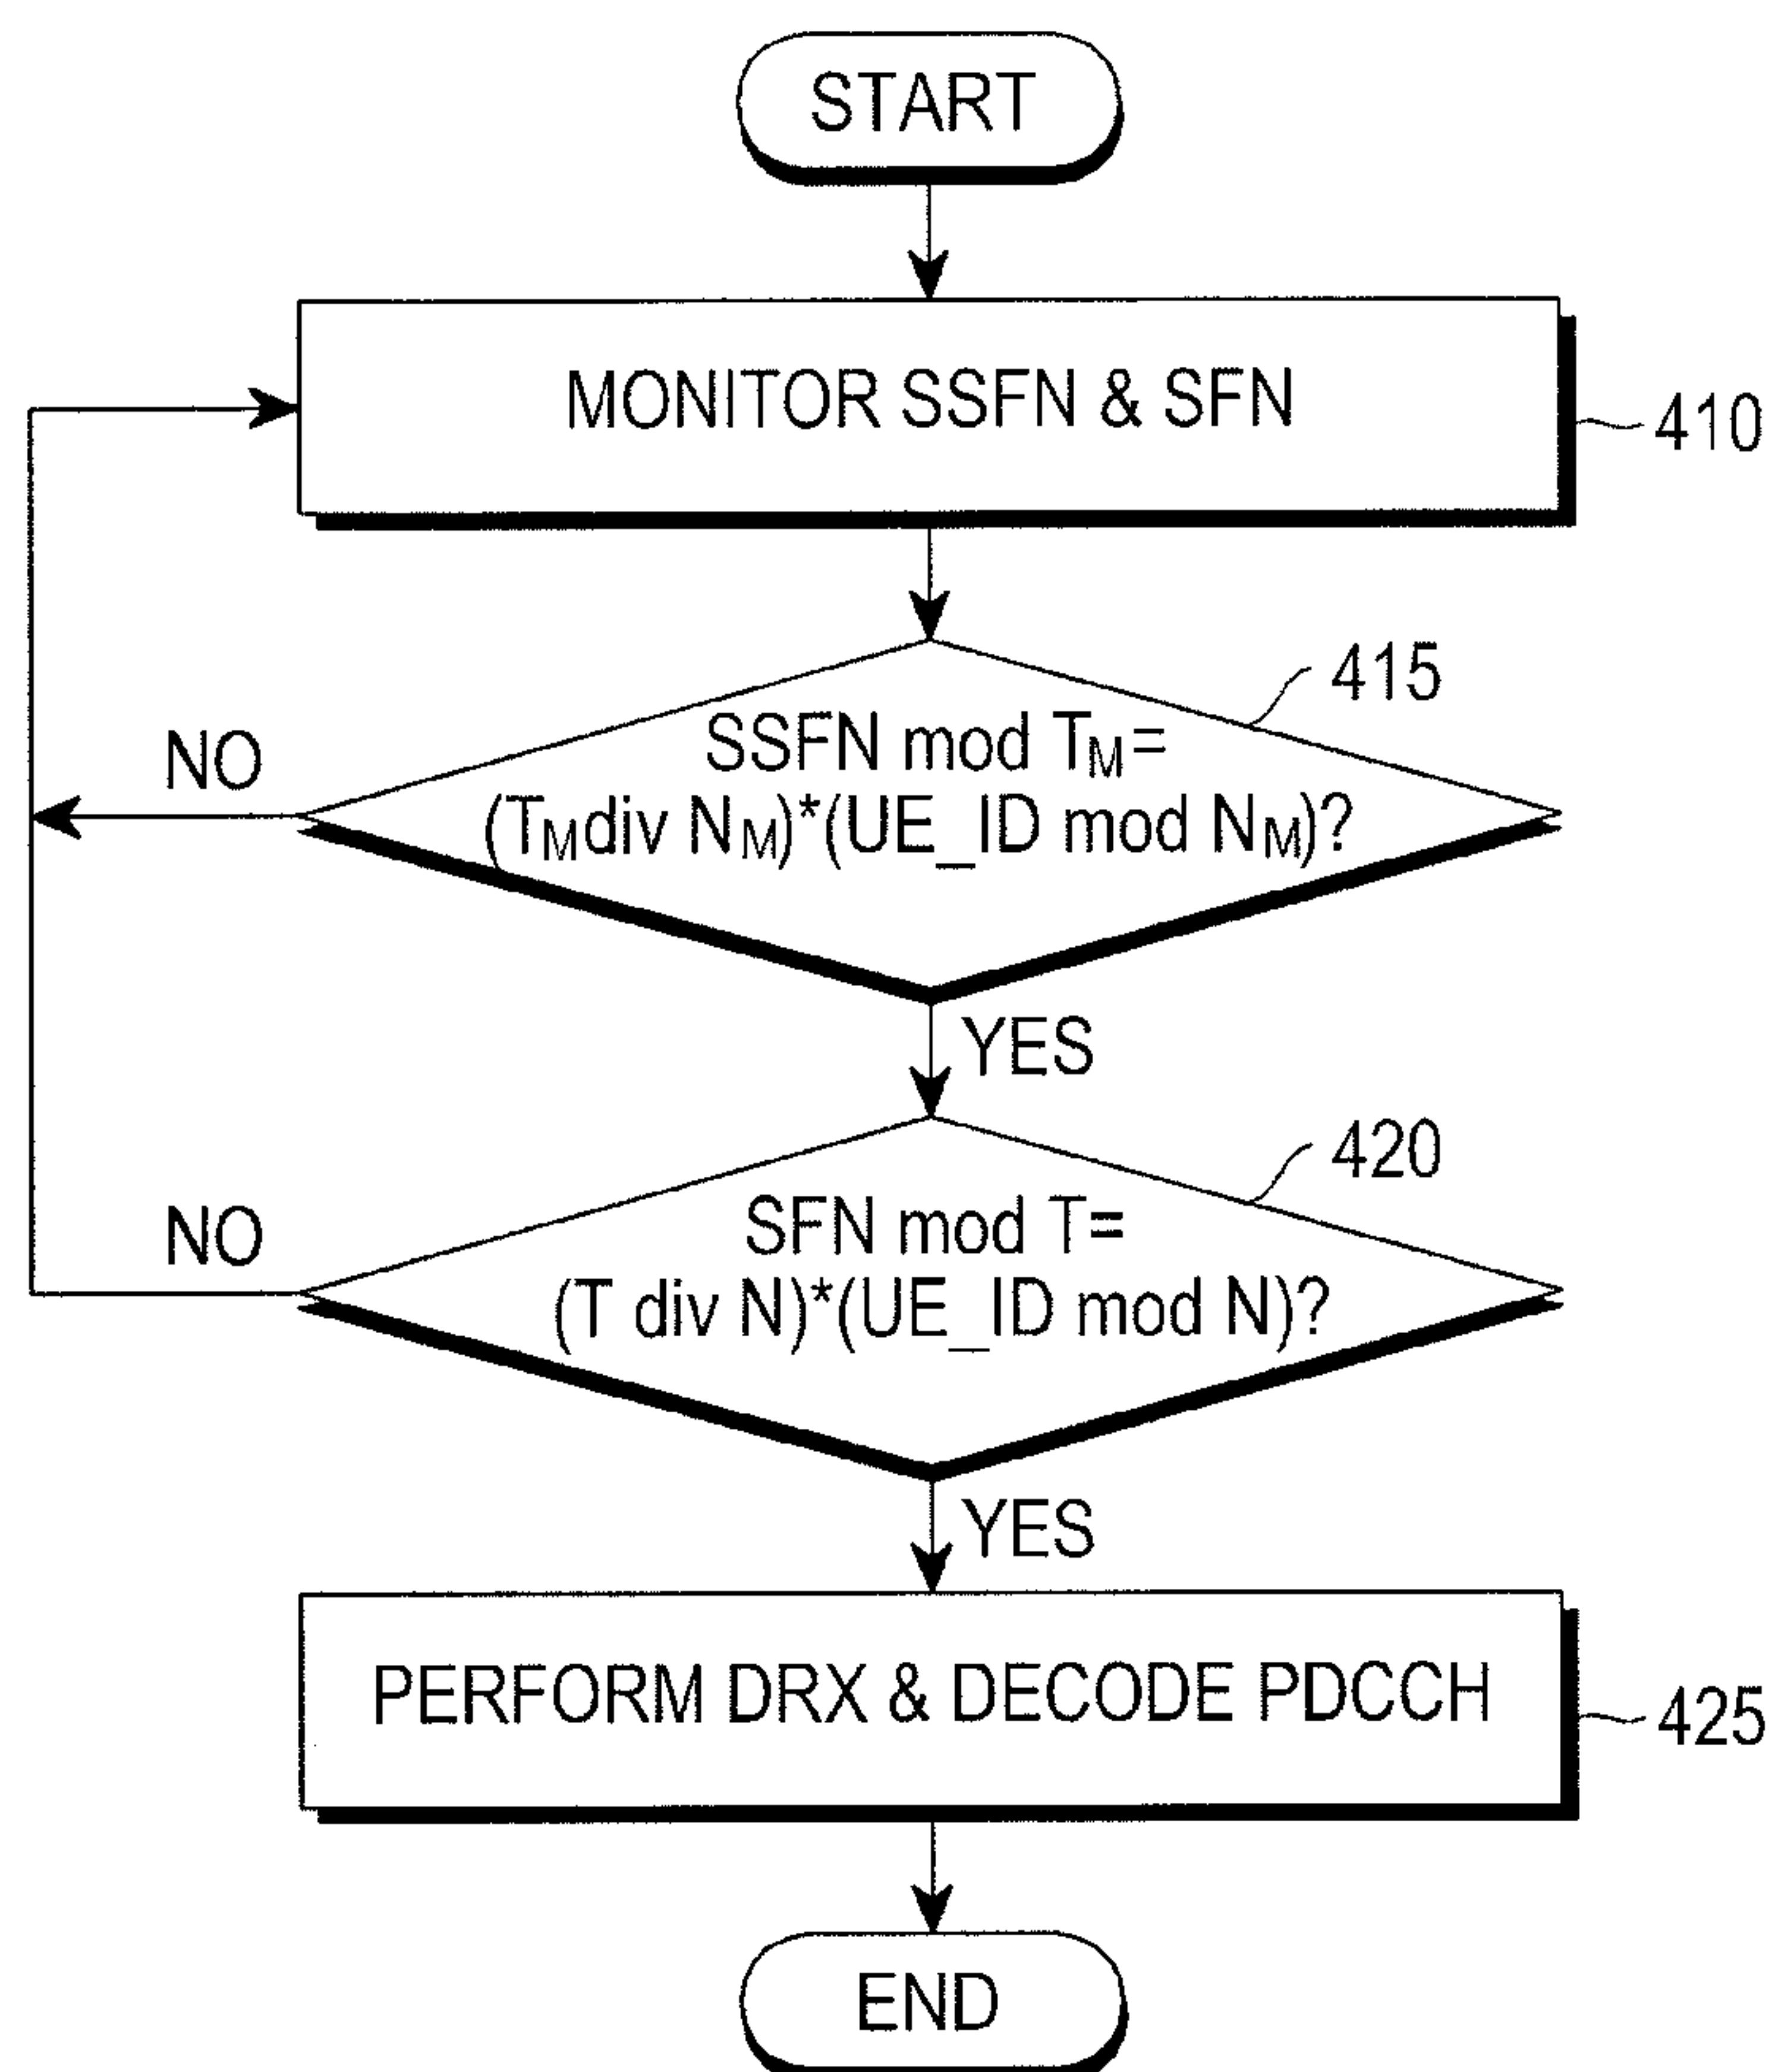 START
MONITOR SSFN & SFN
410
415
SSFN mod TM=
(TMdiv NM)*(UE_ID mod NM)?
NO
YES
420
SFN mod T=
(T div N)*(UE_ID mod N)?
NO
YES
PERFORM DRX & DECODE PDCCH
425
END